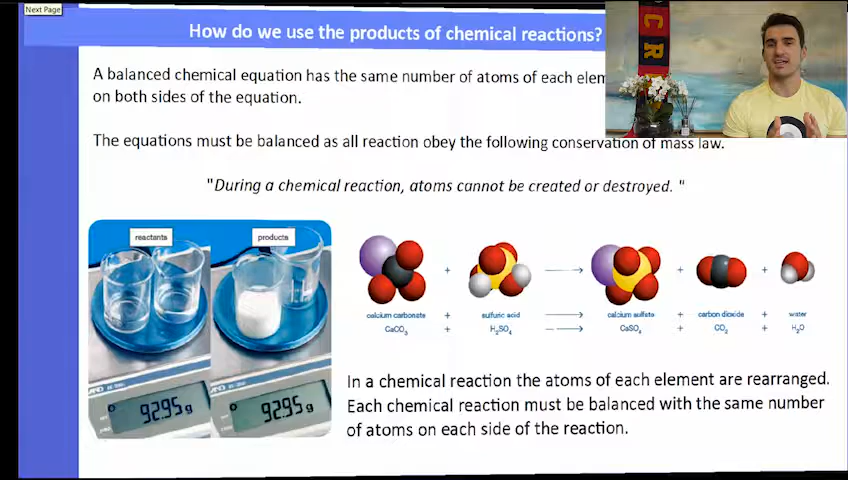 Next Page
How do we use the products of chemical reactions?
A balanced chemical equation has the same number of atoms of each
on both sides of the equation.
The equations must be balanced as all reaction obey the following conservation of mass law.
"During a chemical reaction, atoms cannot be created or destroyed. "
reactants
products
92.95 g
92.95 g
+ + +
calcium carbonate + sulfuric acid calcium sulfate + carbon dioxide + water
CaCO₃ + H₂SO₄ CaSO₄ + CO₂ + H₂O
In a chemical reaction the atoms of each element are rearranged.
Each chemical reaction must be balanced with the same number
of atoms on each side of the reaction.